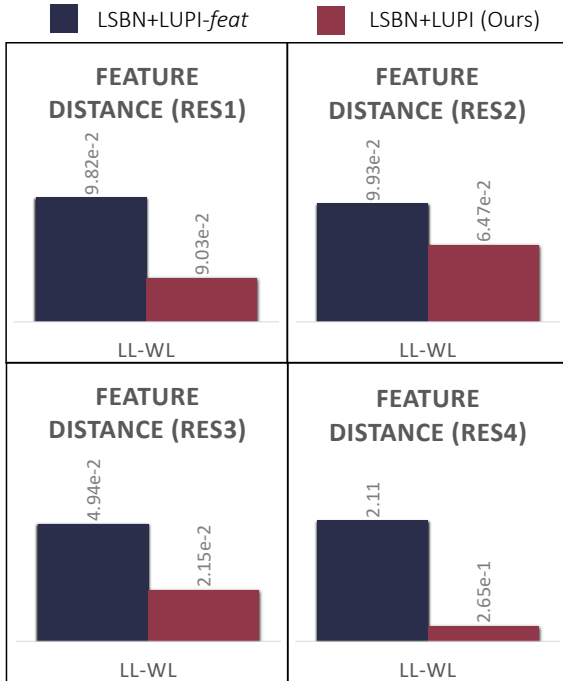 LSBN+LUPI-feat
LSBN+LUPI (Ours)
FEATURE
DISTANCE (RES1)
9.82e-2
9.03e-2
LL-WL
FEATURE
DISTANCE (RES2)
9.93e-2
6.47e-2
LL-WL
FEATURE
DISTANCE (RES3)
4.94e-2
2.15e-2
LL-WL
FEATURE
DISTANCE (RES4)
2.11
2.65e-1
LL-WL